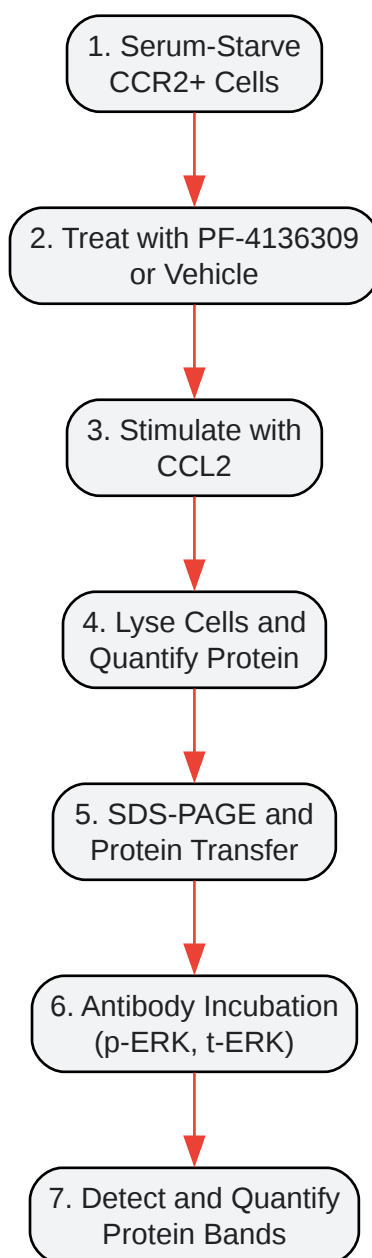 1. Serum-Starve
CCR2+ Cells
2. Treat with PF-4136309
or Vehicle
3. Stimulate with
CCL2
4. Lyse Cells and
Quantify Protein
5. SDS-PAGE and
Protein Transfer
6. Antibody Incubation
(p-ERK, t-ERK)
7. Detect and Quantify
Protein Bands